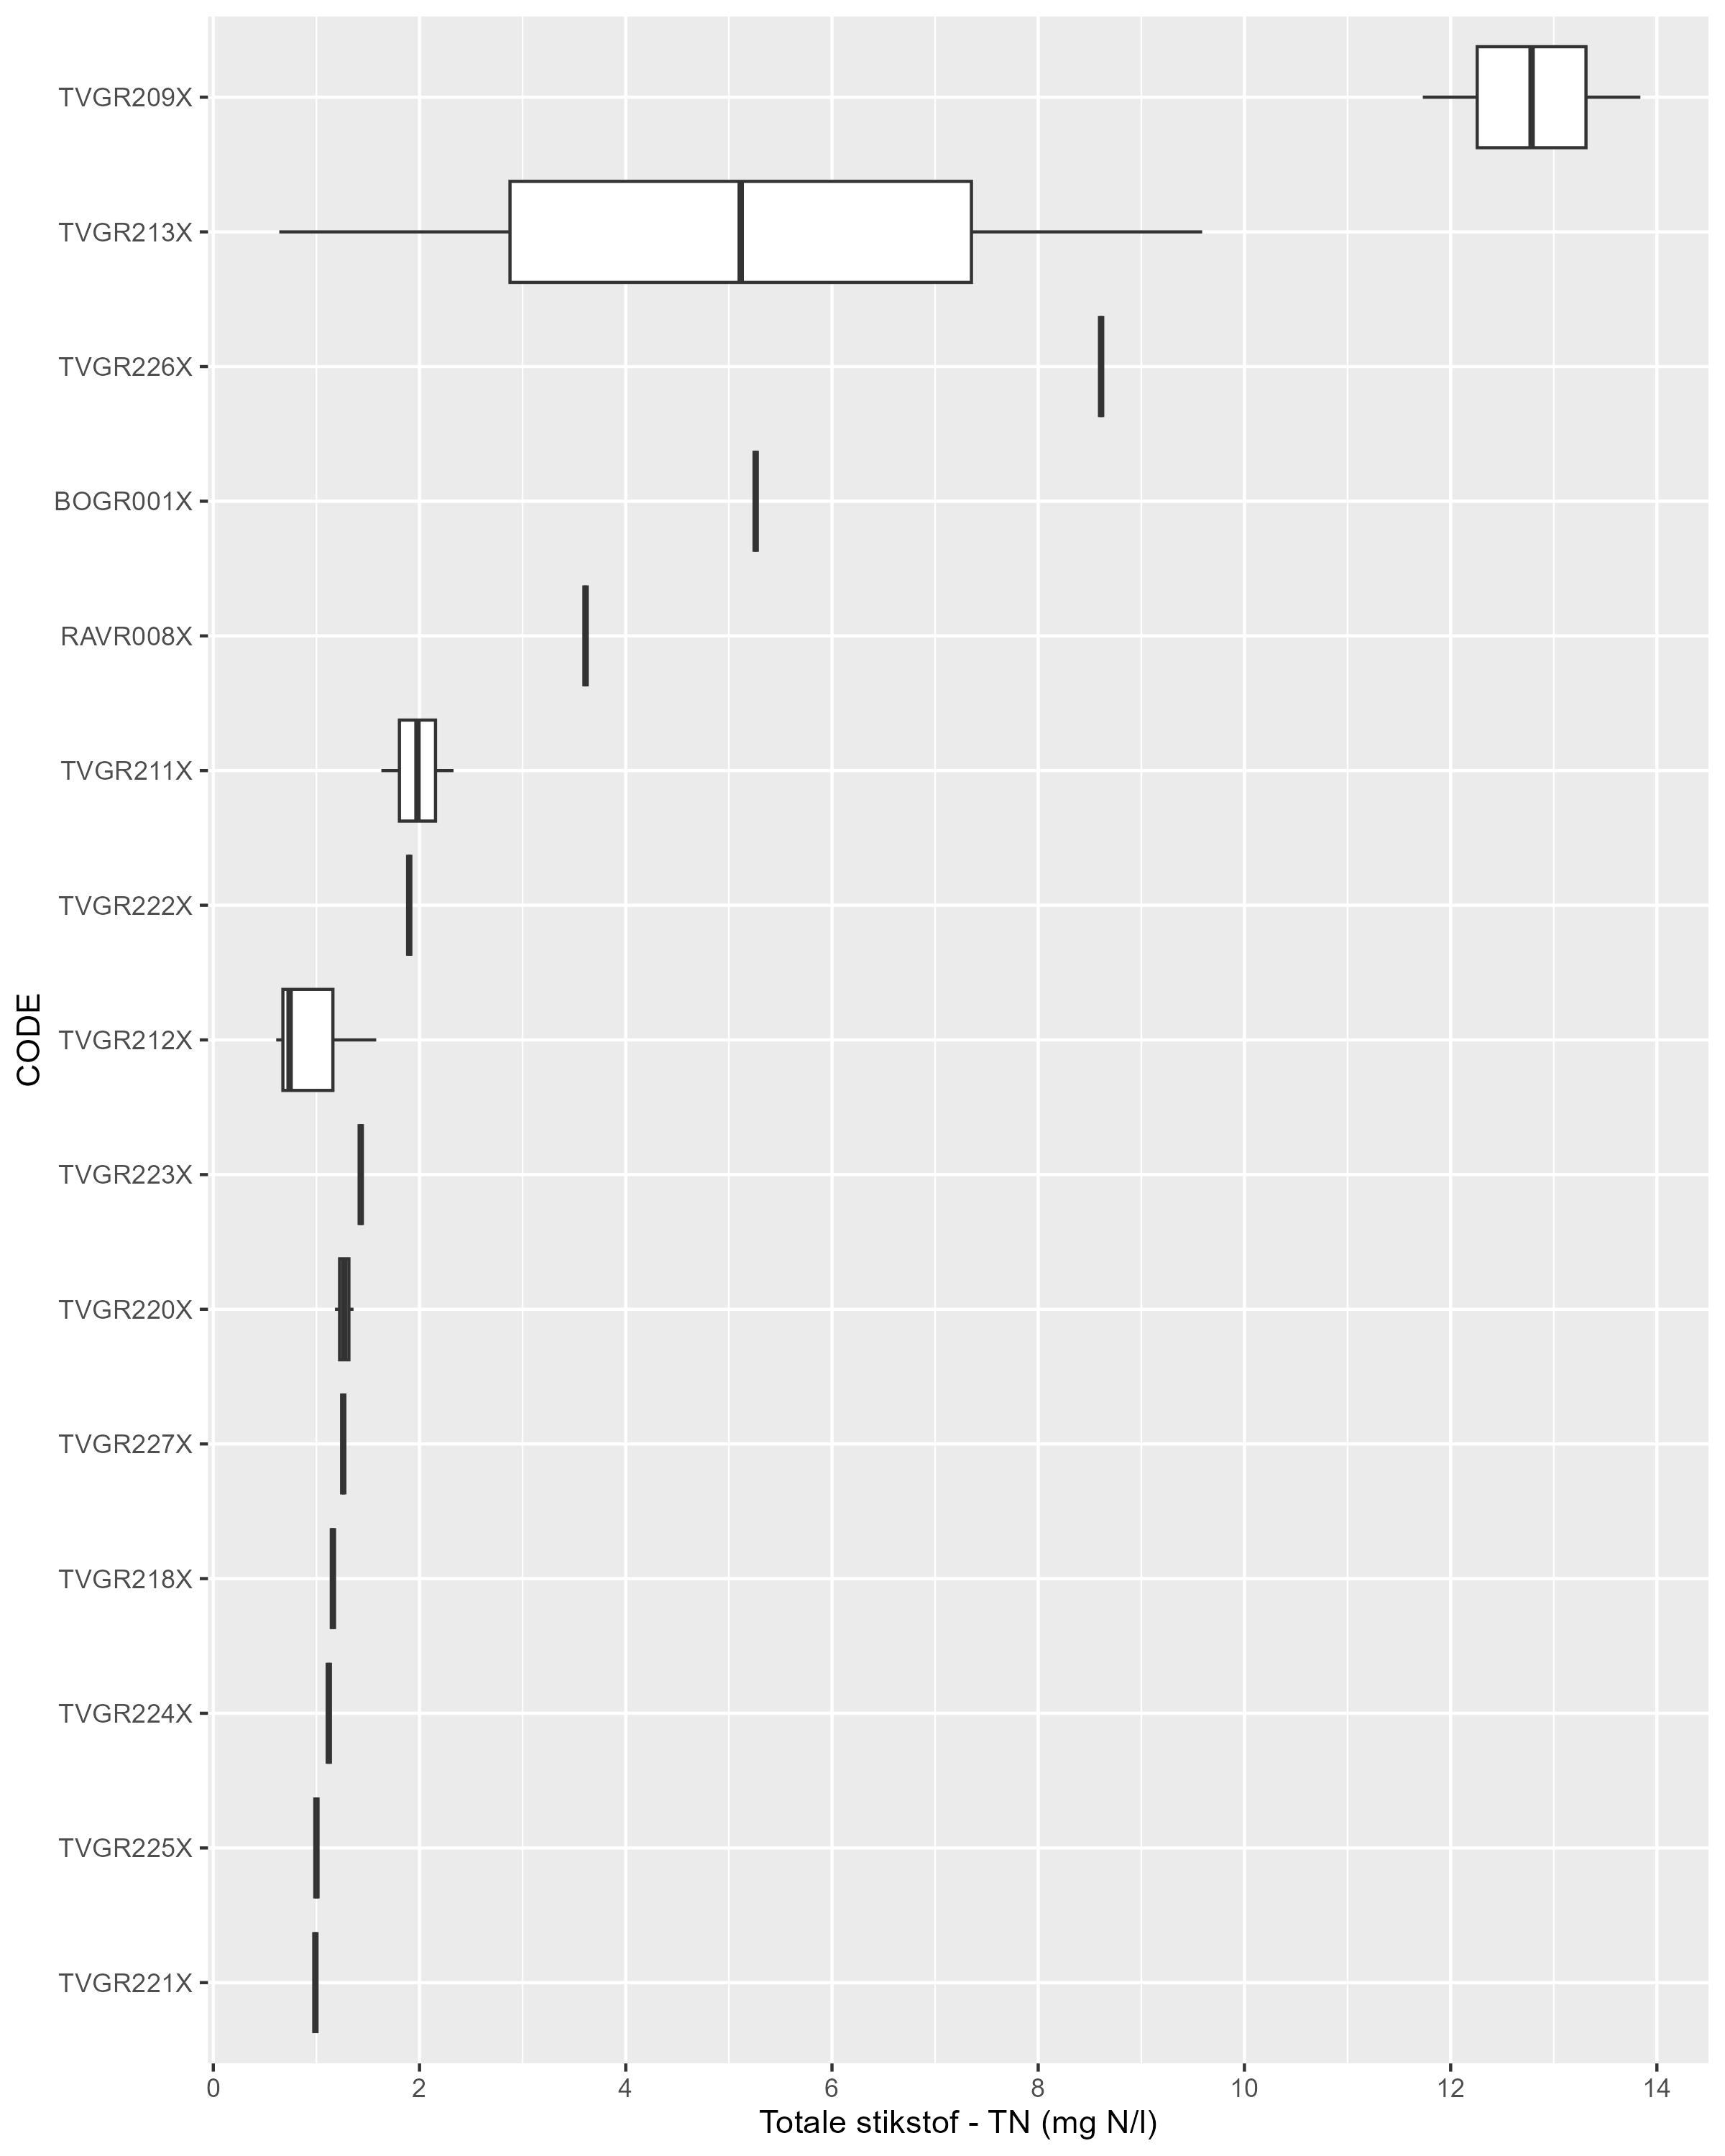 TVGR209X
TVGR213X
TVGR226X
BOGR001X
RAVR008X
TVGR211X
TVGR222X
CODE
TVGR212X
TVGR223X
TVGR220X
TVGR227X
TVGR218X
TVGR224X
TVGR225X
TVGR221X
0 2 4 6 8 10 12 14
Totale stikstof - TN (mg N/l)